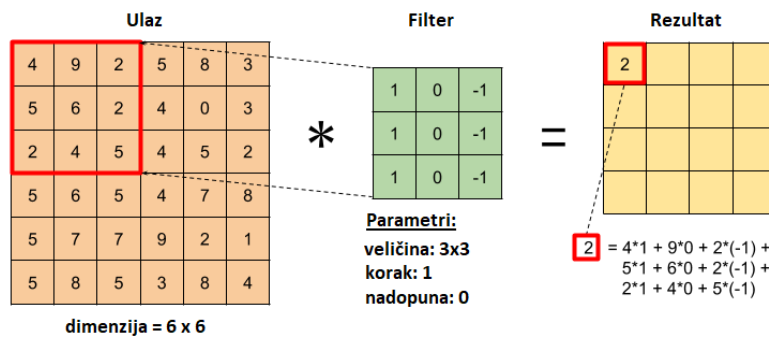 Ulaz
Filter
Rezultat
4 9 2 5 8 3
5 6 2 4 0 3
2 4 5 4 5 2
5 6 5 4 7 8
5 7 7 9 2 1
5 8 5 3 8 4
dimenzija = 6 x 6
*
1 0 -1
1 0 -1
1 0 -1
Parametri:
veličina: 3x3
korak: 1
nadopuna: 0
=
2
2 = 4*1 + 9*0 + 2*(-1) +
5*1 + 6*0 + 2*(-1) +
2*1 + 4*0 + 5*(-1)